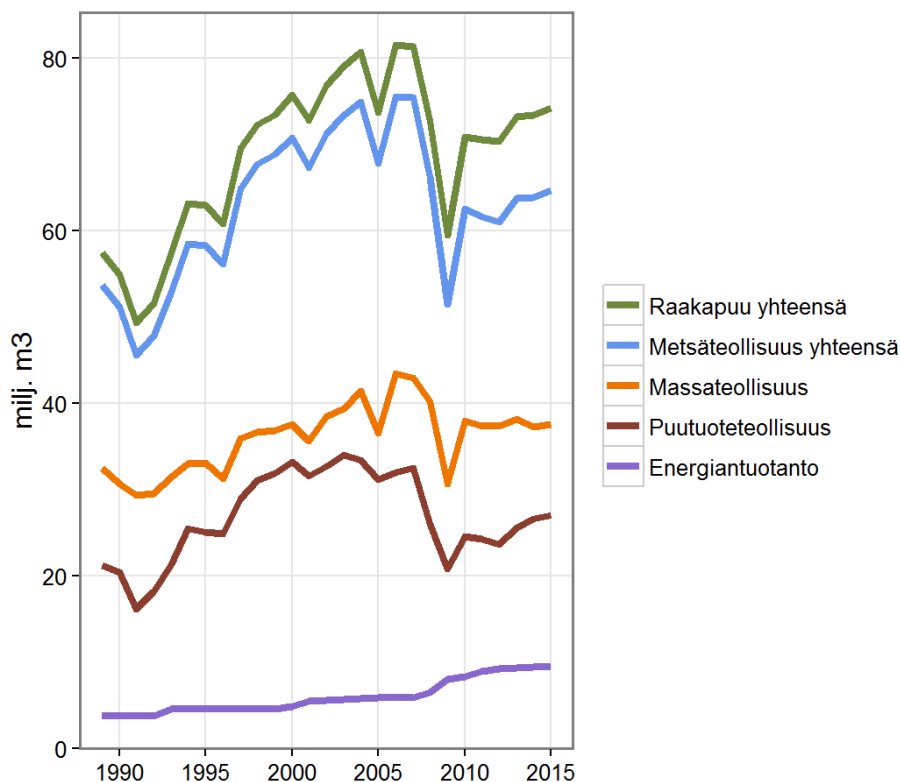 80
60
40
20
0
milj. m3
1990 1995 2000 2005 2010 2015
Raakapuu yhteensä
Metsäteollisuus yhteensä
Massateollisuus
Puutuoteteollisuus
Energiantuotanto